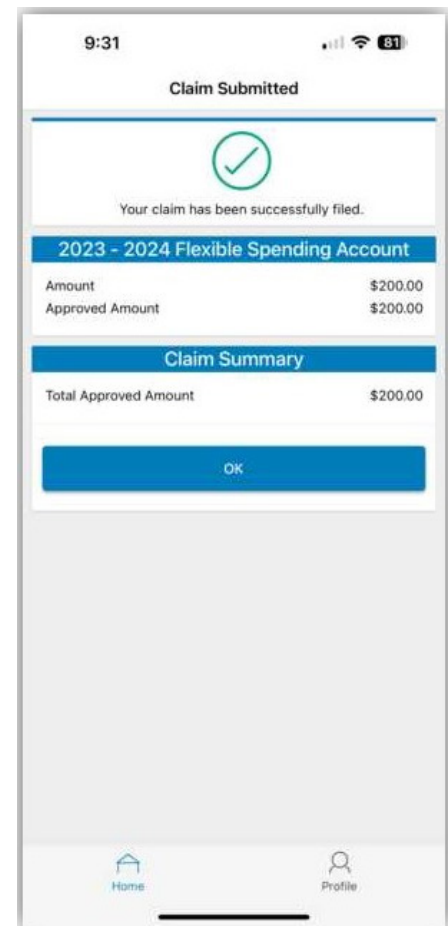 9:31
81
Claim Submitted
Your claim has been successfully filed.
2023 - 2024 Flexible Spending Account
Amount $200.00
Approved Amount $200.00
Claim Summary
Total Approved Amount $200.00
OK
Home Profile